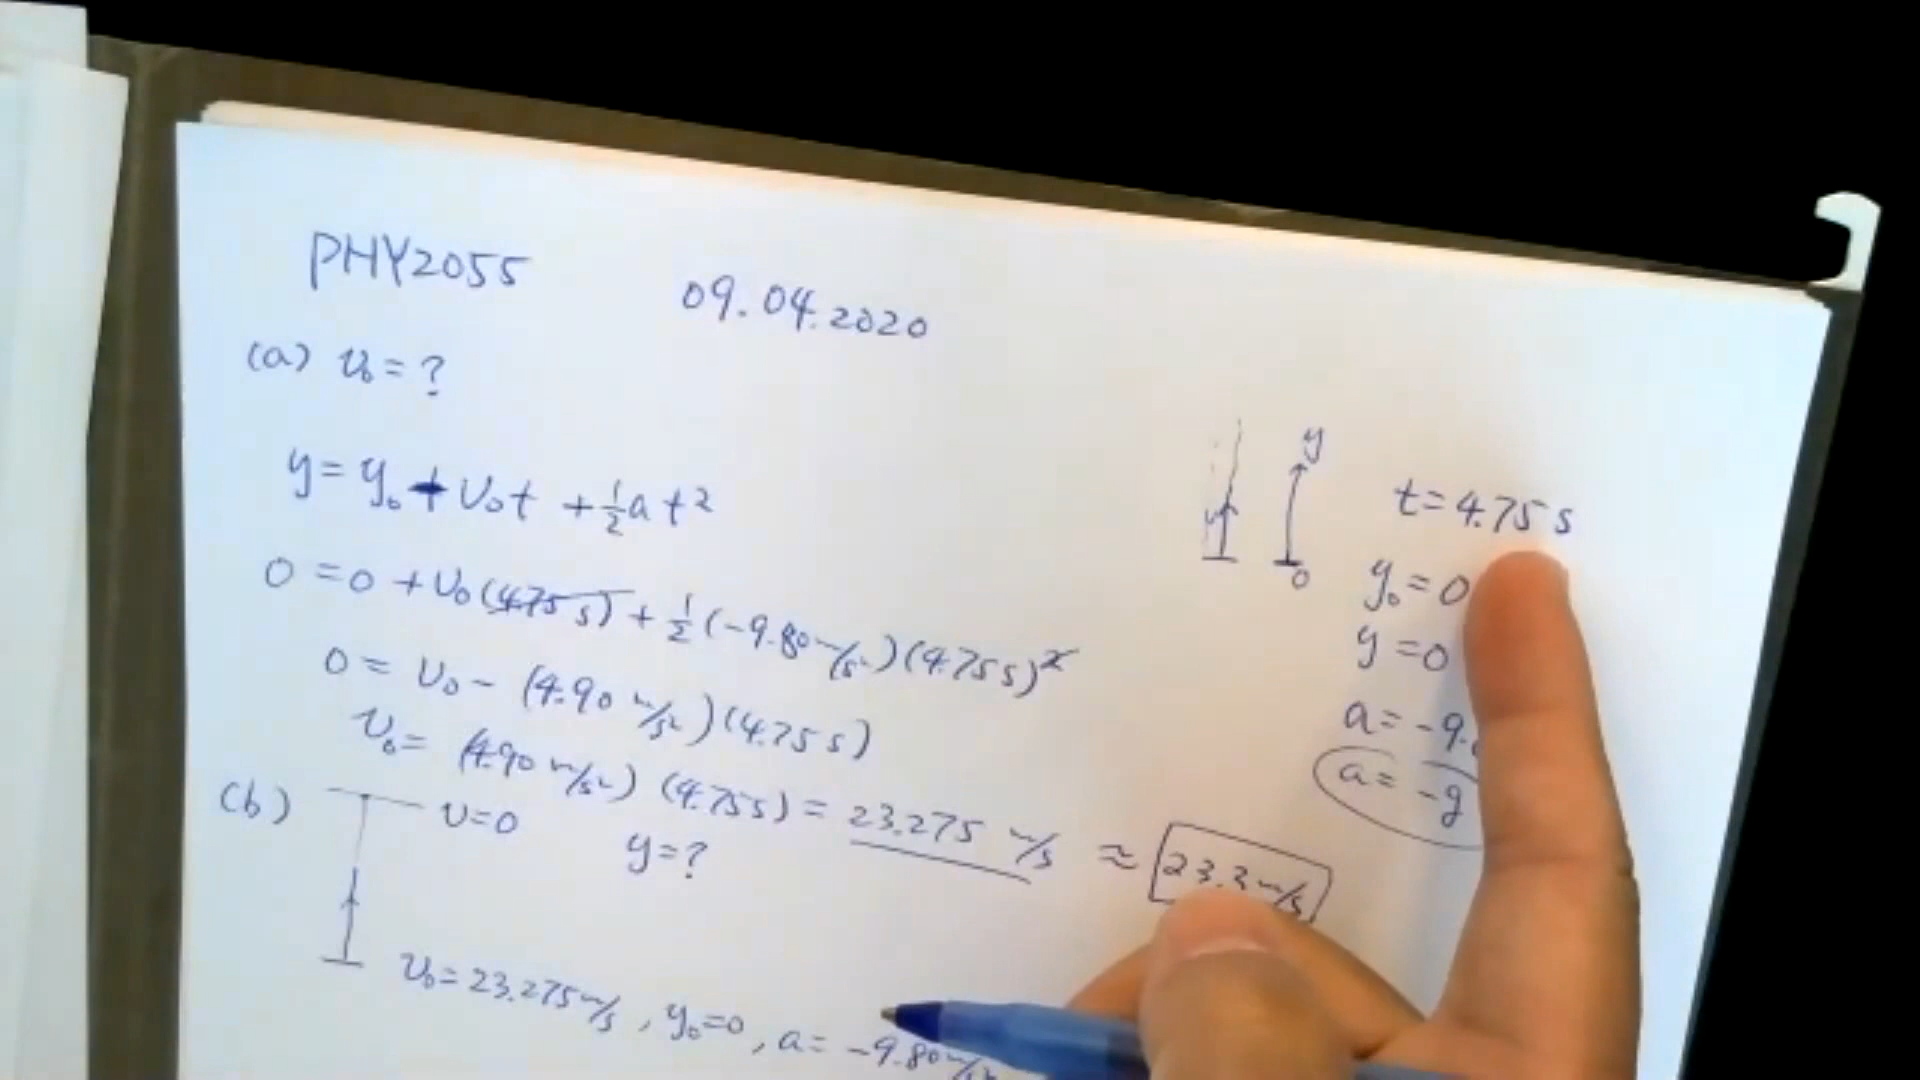 PHY2055
09.04.2020
(a) v₀ = ?
y = y₀ + v₀t + ½at²
0 = 0 + v₀(4.75 s) + ½(-9.80 m/s²)(4.75 s)²
0 = v₀ - (4.90 m/s²)(4.75 s)
v₀ = (4.90 m/s²)(4.75 s) = 23.275 m/s ≈ 23.3 m/s
y
0
t = 4.75 s
y₀ = 0
y = 0
a = -9.
a = -g
(b)
v = 0
y = ?
v₀ = 23.275 m/s, y₀ = 0, a = -9.80 m/s²